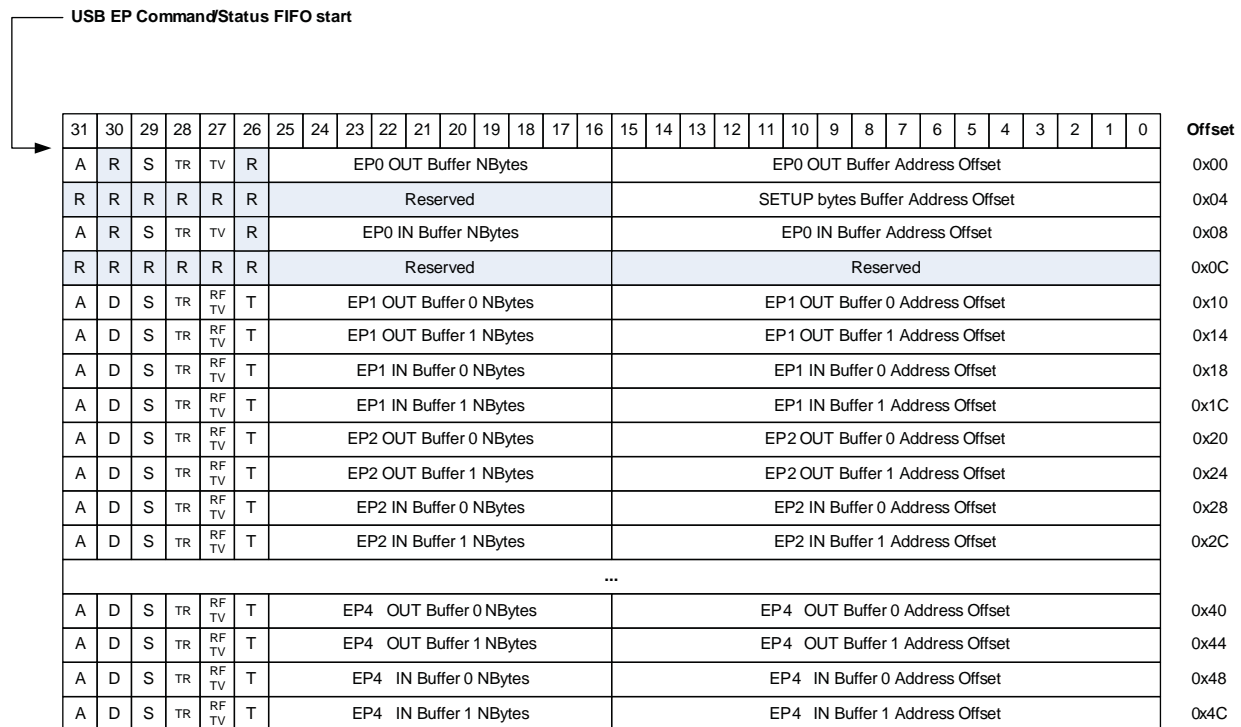 USB EP Command/Status FIFO start
31 30 29 28 27 26 25 24 23 22 21 20 19 18 17 16 15 14 13 12 11 10 9 8 7 6 5 4 3 2 1 0 Offset
A R S TR TV R EP0 OUT Buffer NBytes EP0 OUT Buffer Address Offset 0x00
R R R R R R Reserved SETUP bytes Buffer Address Offset 0x04
A R S TR TV R EP0 IN Buffer NBytes EP0 IN Buffer Address Offset 0x08
R R R R R R Reserved Reserved 0x0C
A D S TR RF TV T EP1 OUT Buffer 0 NBytes EP1 OUT Buffer 0 Address Offset 0x10
A D S TR RF TV T EP1 OUT Buffer 1 NBytes EP1 OUT Buffer 1 Address Offset 0x14
A D S TR RF TV T EP1 IN Buffer 0 NBytes EP1 IN Buffer 0 Address Offset 0x18
A D S TR RF TV T EP1 IN Buffer 1 NBytes EP1 IN Buffer 1 Address Offset 0x1C
A D S TR RF TV T EP2 OUT Buffer 0 NBytes EP2 OUT Buffer 0 Address Offset 0x20
A D S TR RF TV T EP2 OUT Buffer 1 NBytes EP2 OUT Buffer 1 Address Offset 0x24
A D S TR RF TV T EP2 IN Buffer 0 NBytes EP2 IN Buffer 0 Address Offset 0x28
A D S TR RF TV T EP2 IN Buffer 1 NBytes EP2 IN Buffer 1 Address Offset 0x2C
...
A D S TR RF TV T EP4 OUT Buffer 0 NBytes EP4 OUT Buffer 0 Address Offset 0x40
A D S TR RF TV T EP4 OUT Buffer 1 NBytes EP4 OUT Buffer 1 Address Offset 0x44
A D S TR RF TV T EP4 IN Buffer 0 NBytes EP4 IN Buffer 0 Address Offset 0x48
A D S TR RF TV T EP4 IN Buffer 1 NBytes EP4 IN Buffer 1 Address Offset 0x4C